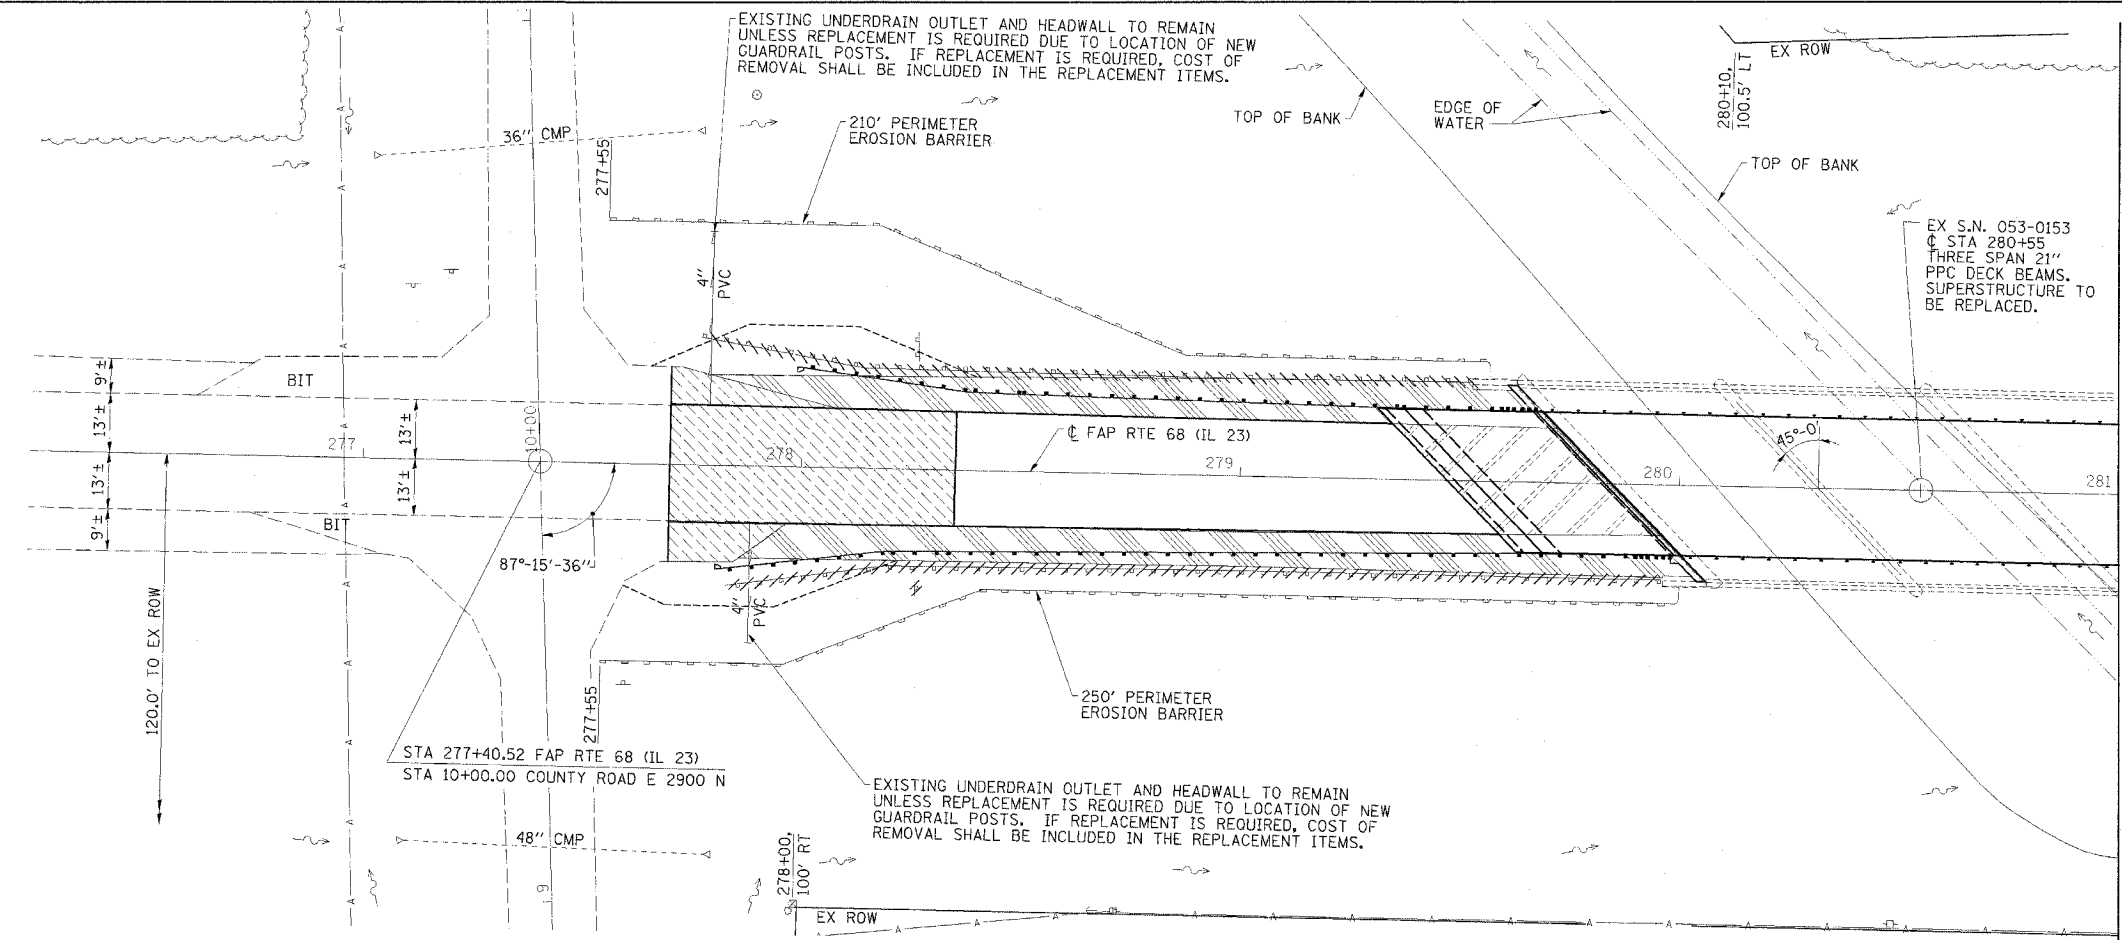 EXISTING UNDERDRAIN OUTLET AND HEADWALL TO REMAIN
UNLESS REPLACEMENT IS REQUIRED DUE TO LOCATION OF NEW
GUARDRAIL POSTS. IF REPLACEMENT IS REQUIRED, COST OF
REMOVAL SHALL BE INCLUDED IN THE REPLACEMENT ITEMS.
EX ROW
280+10,
100.5' LT
EDGE OF
WATER
TOP OF BANK
TOP OF BANK
36" CMP
210' PERIMETER
EROSION BARRIER
277+55
EX S.N. 053-0153
℄ STA 280+55
THREE SPAN 21"
PPC DECK BEAMS.
SUPERSTRUCTURE TO
BE REPLACED.
4"
PVC
9'±
BIT
13'±
13'±
10+00
℄ FAP RTE 68 (IL 23)
45°-0'
277
278
279
280
281
13'±
13'±
9'±
BIT
87°-15'-36"
4"
PVC
120.0' TO EX ROW
277+55
250' PERIMETER
EROSION BARRIER
STA 277+40.52 FAP RTE 68 (IL 23)
STA 10+00.00 COUNTY ROAD E 2900 N
EXISTING UNDERDRAIN OUTLET AND HEADWALL TO REMAIN
UNLESS REPLACEMENT IS REQUIRED DUE TO LOCATION OF NEW
GUARDRAIL POSTS. IF REPLACEMENT IS REQUIRED, COST OF
REMOVAL SHALL BE INCLUDED IN THE REPLACEMENT ITEMS.
48" CMP
278+00,
100' RT
9
EX ROW